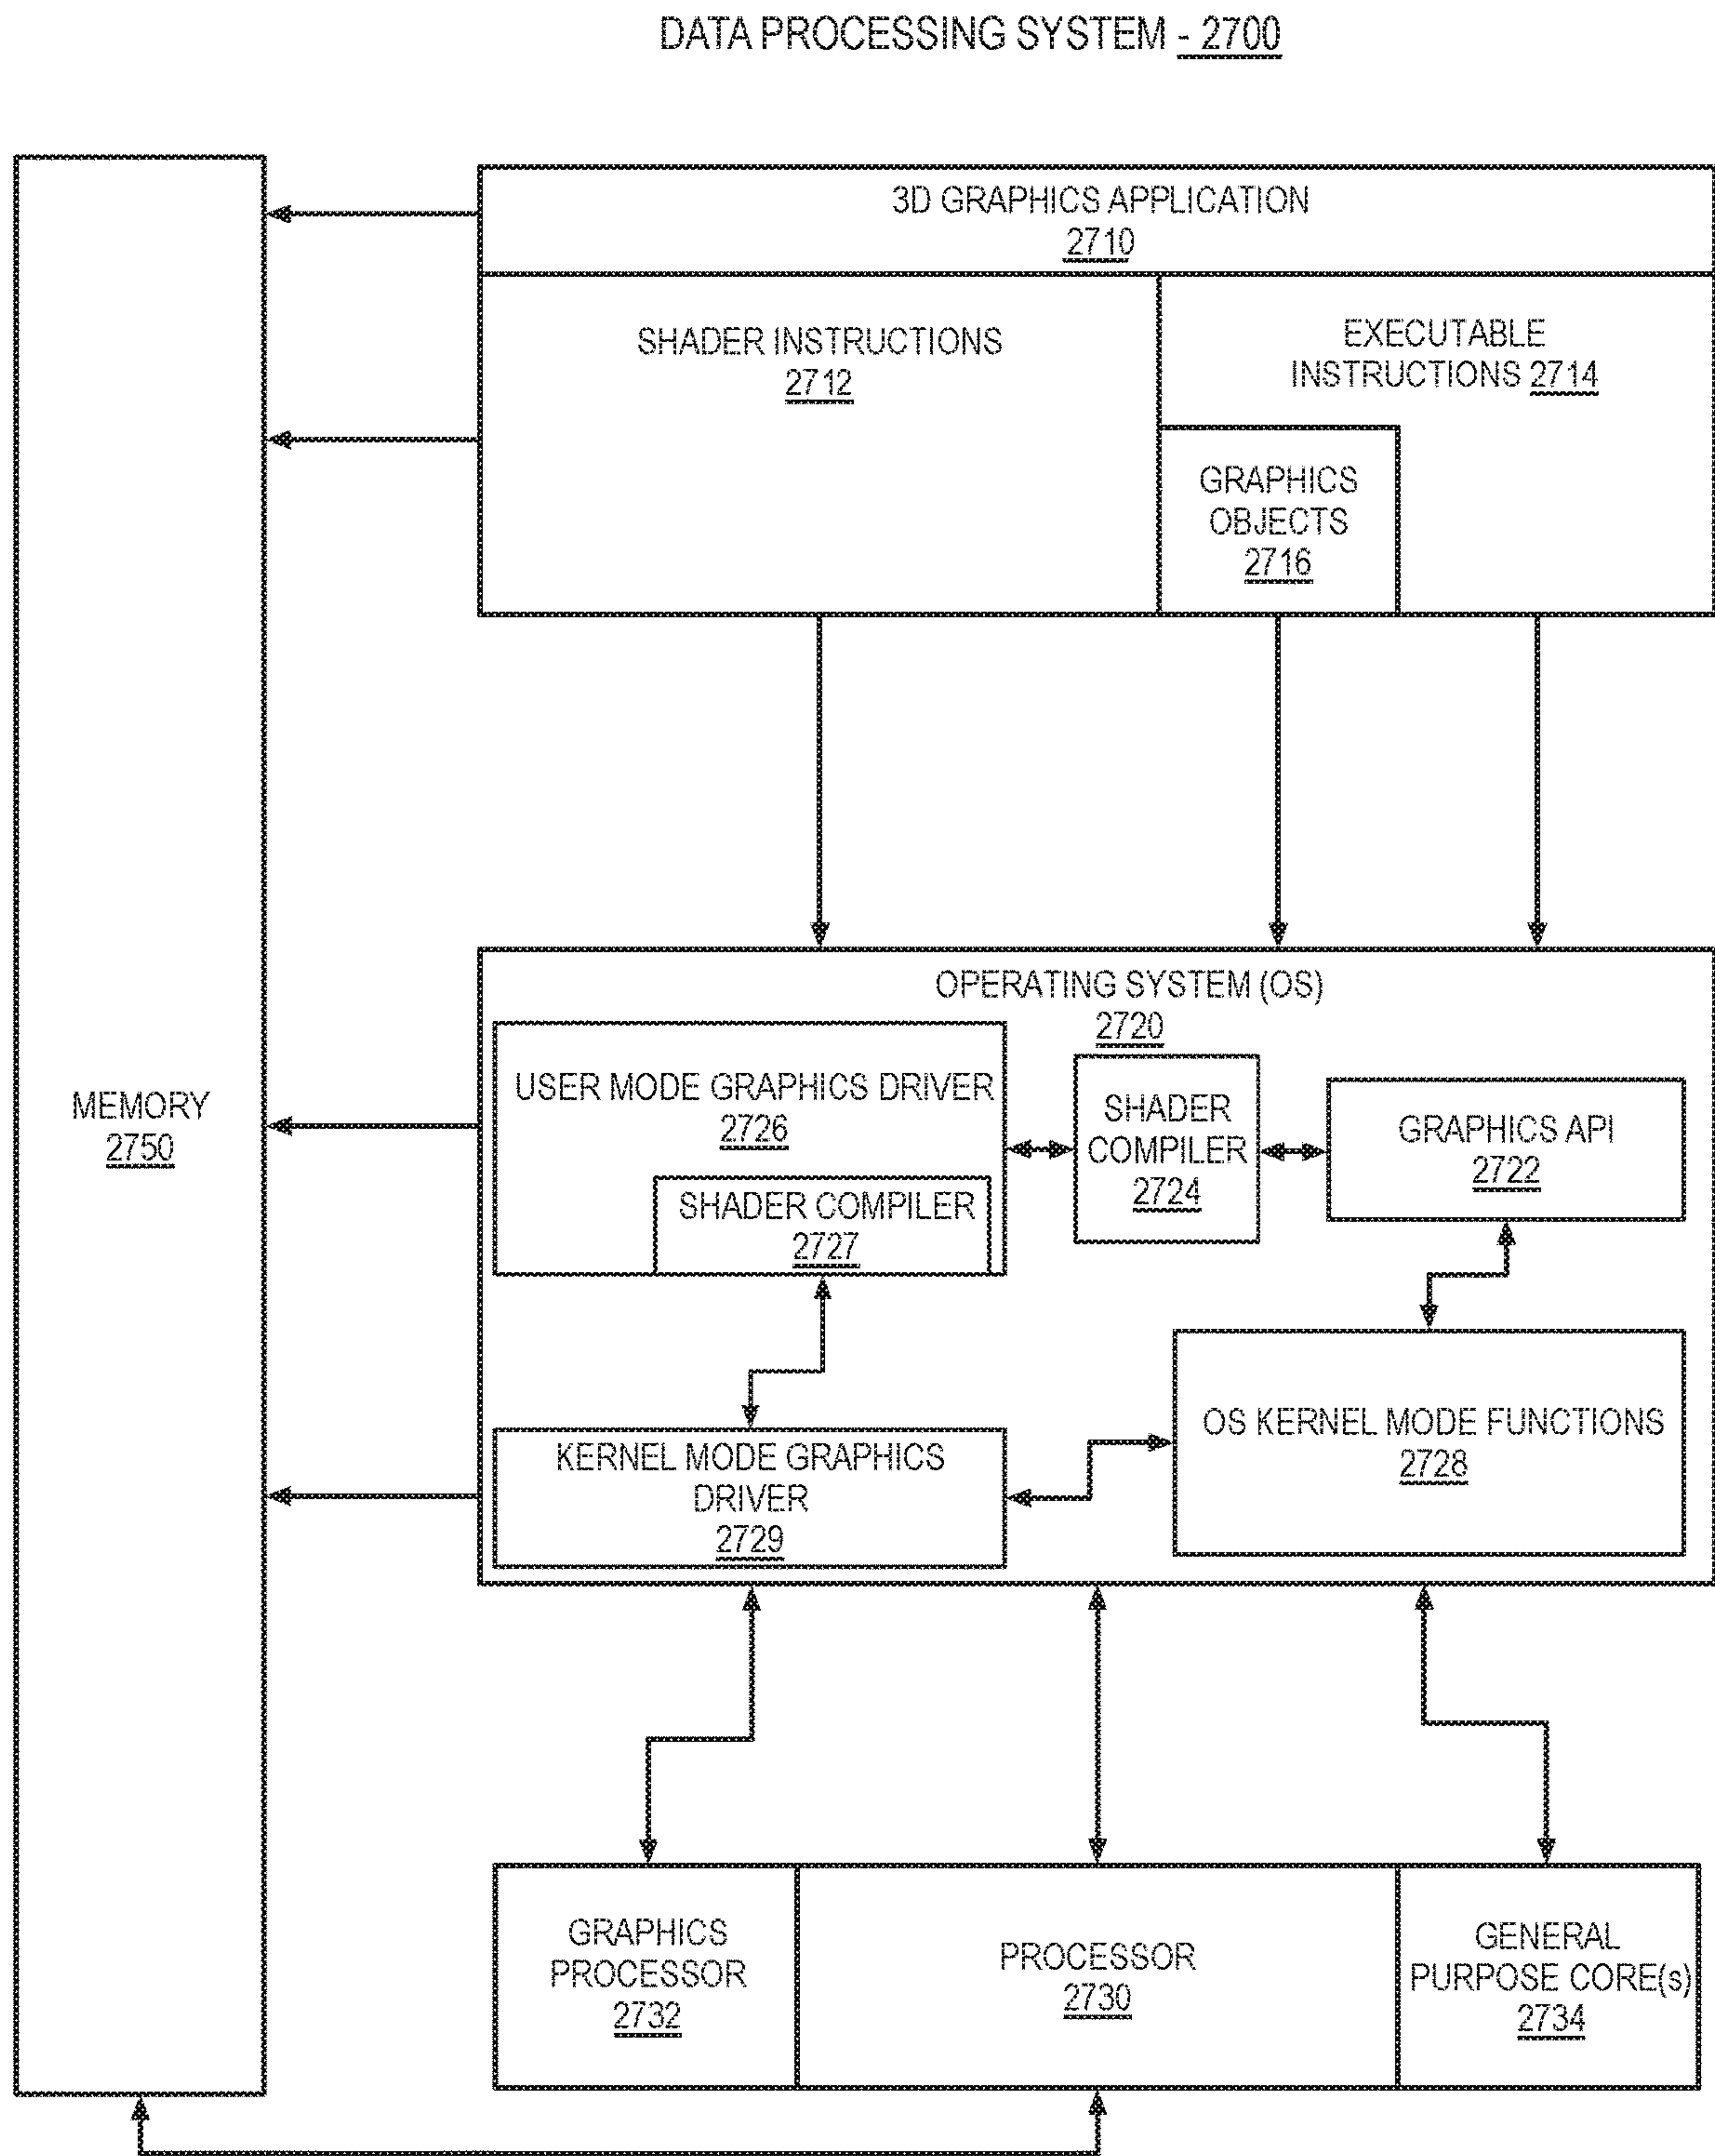 DATA PROCESSING SYSTEM - 2700
3D GRAPHICS APPLICATION
2710
SHADER INSTRUCTIONS
2712
EXECUTABLE
INSTRUCTIONS 2714
GRAPHICS
OBJECTS
2716
MEMORY
2750
OPERATING SYSTEM (OS)
2720
USER MODE GRAPHICS DRIVER
2726
SHADER COMPILER
2727
SHADER
COMPILER
2724
GRAPHICS API
2722
KERNEL MODE GRAPHICS
DRIVER
2729
OS KERNEL MODE FUNCTIONS
2728
GRAPHICS
PROCESSOR
2732
PROCESSOR
2730
GENERAL
PURPOSE CORE(s)
2734